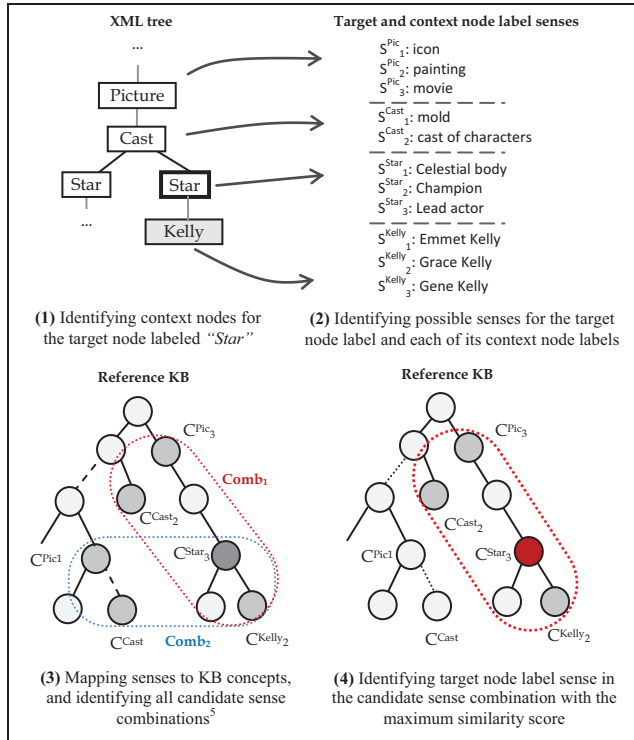 XML tree
Target and context node label senses
...
Picture
Cast
Star
Star
...
Kelly
S^Pic_1: icon
S^Pic_2: painting
S^Pic_3: movie
S^Cast_1: mold
S^Cast_2: cast of characters
S^Star_1: Celestial body
S^Star_2: Champion
S^Star_3: Lead actor
S^Kelly_1: Emmet Kelly
S^Kelly_2: Grace Kelly
S^Kelly_3: Gene Kelly
(1) Identifying context nodes for
the target node labeled “Star”
(2) Identifying possible senses for the target
node label and each of its context node labels
Reference KB
C^Pic_3
Comb₁
C^Cast_2
C^Pic1
C^Star_3
C^Cast
Comb₂
C^Kelly_2
(3) Mapping senses to KB concepts,
and identifying all candidate sense
combinations⁵
Reference KB
C^Pic_3
C^Cast_2
C^Pic1
C^Star_3
C^Cast
C^Kelly_2
(4) Identifying target node label sense in
the candidate sense combination with the
maximum similarity score